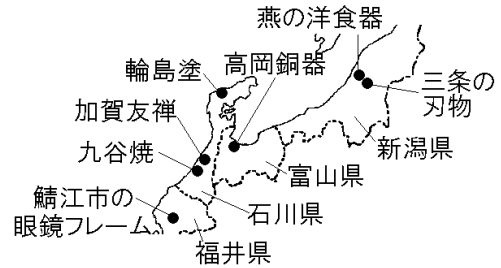 燕の洋食器
輪島塗
高岡銅器
三条の
刃物
加賀友禅
九谷焼
新潟県
富山県
鯖江市の
眼鏡フレーム
石川県
福井県